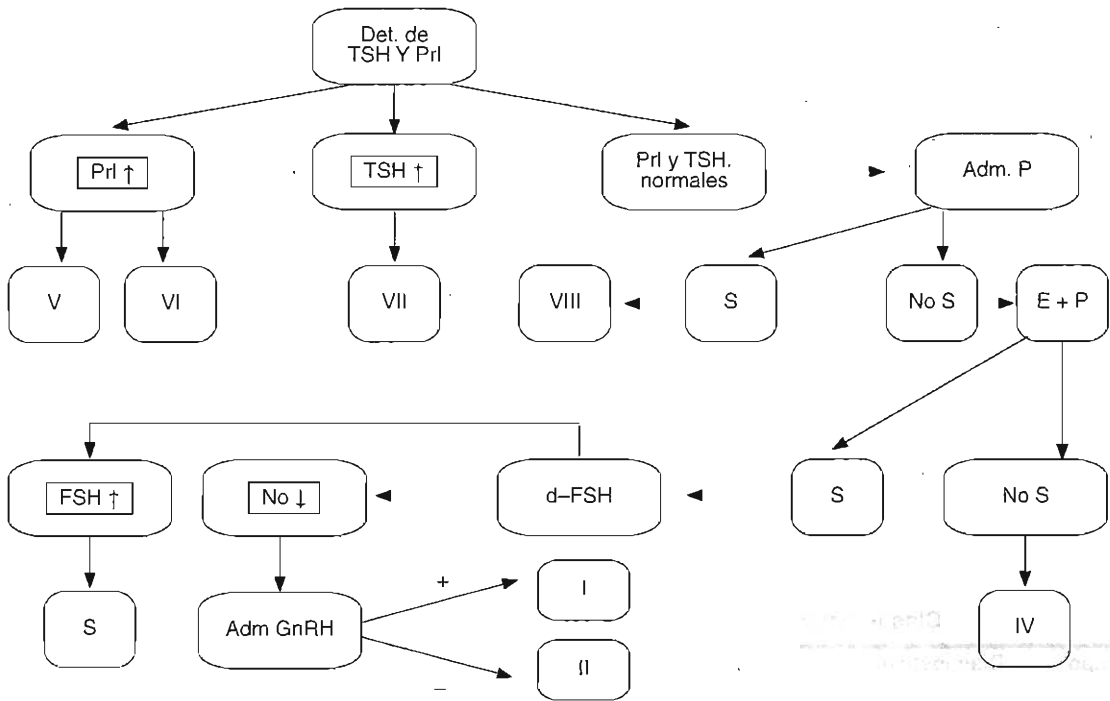 Det. de
TSH Y Prl
Prl ↑
TSH ↑
Prl y TSH.
normales
Adm. P
V
VI
VII
VIII
S
No S
E + P
FSH ↑
No ↓
d-FSH
S
No S
S
Adm GnRH
+
−
I
II
IV